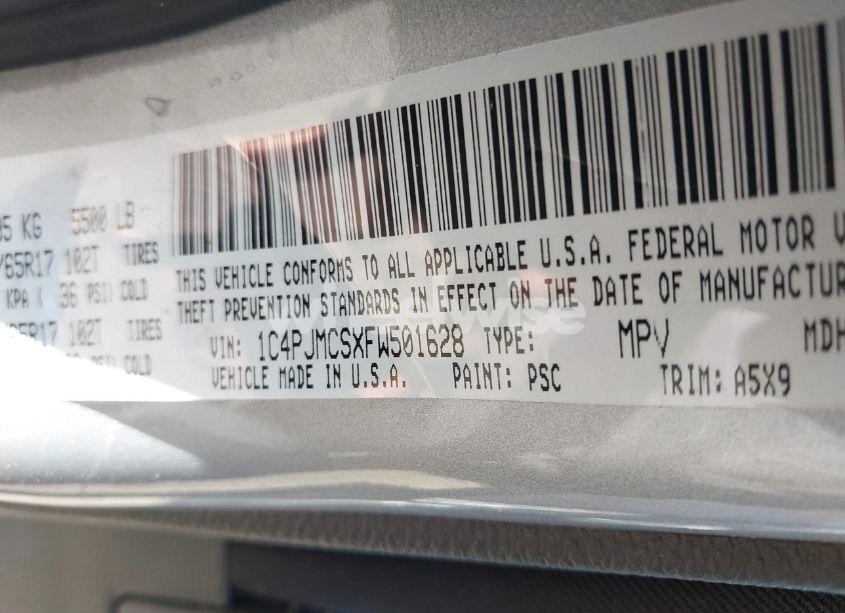 05 KG 5500 LB
/65R17 102T TIRES
KPA ( 36 PSI) COLD
65R17 102T TIRES
PSI) COLD
THIS VEHICLE CONFORMS TO ALL APPLICABLE U.S.A. FEDERAL MOTOR V
THEFT PREVENTION STANDARDS IN EFFECT ON THE DATE OF MANUFACTUR
VIN: 1C4PJMCSXFW501628 TYPE: MPV MDH
VEHICLE MADE IN U.S.A. PAINT: PSC TRIM: A5X9